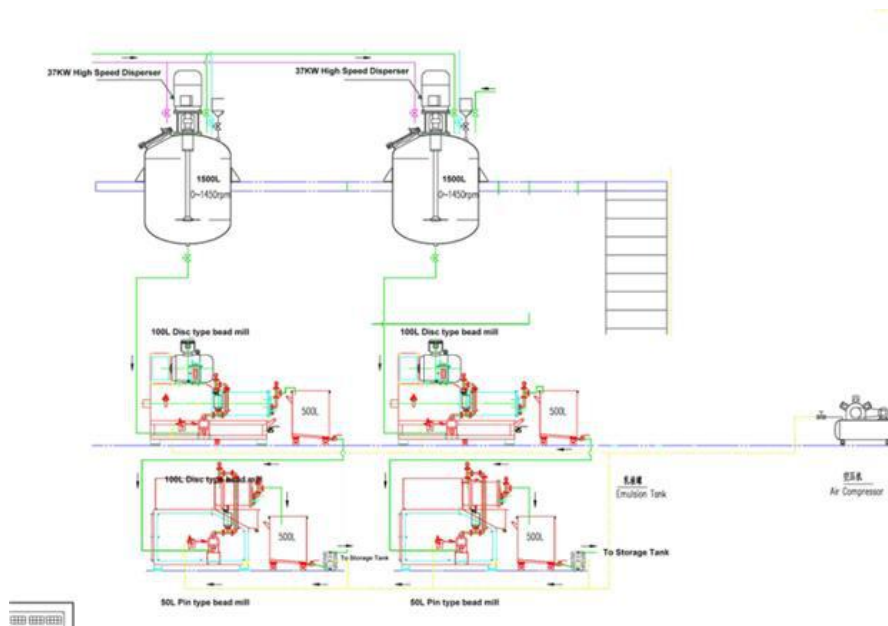 37KW High Speed Disperser
37KW High Speed Disperser
1500L
0~1450rpm
1500L
0~1450rpm
100L Disc type bead mill
100L Disc type bead mill
500L
500L
100L Disc type bead mill
乳油罐
Emulsion Tank
空压机
Air Compressor
500L
500L
To Storage Tank
To Storage Tank
50L Pin type bead mill
50L Pin type bead mill